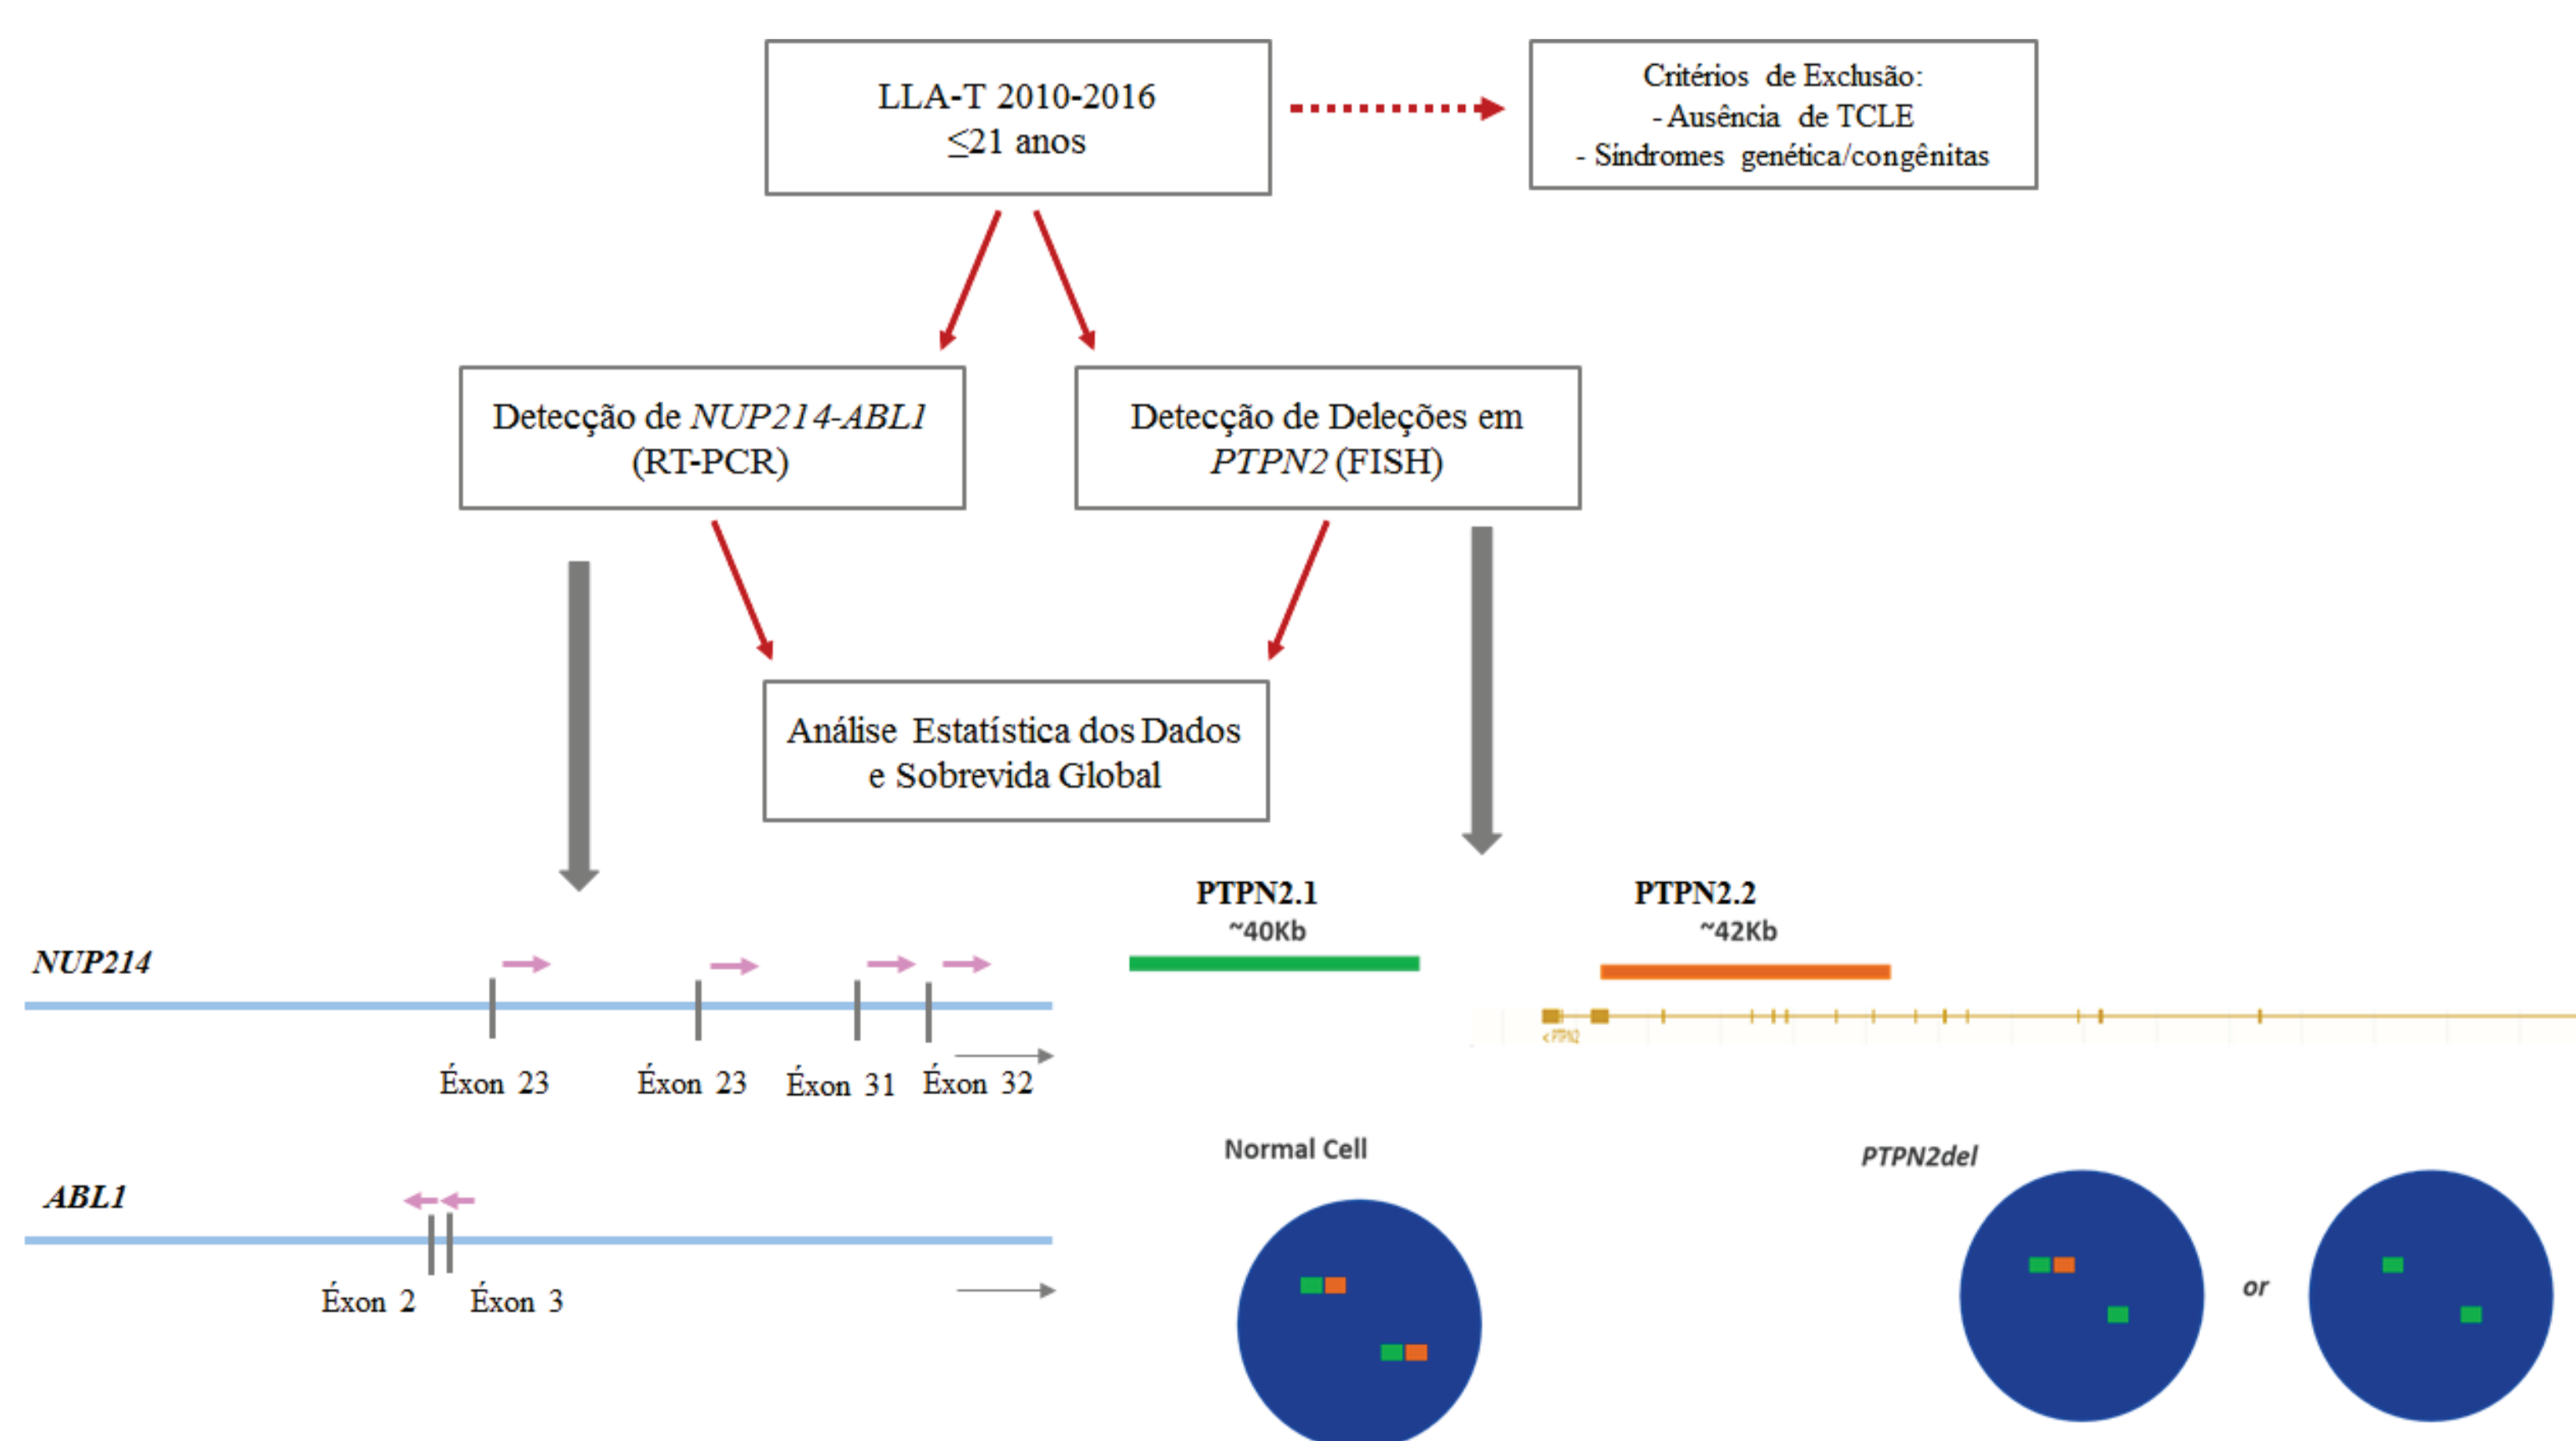 LLA-T 2010-2016
≤21 anos
Critérios de Exclusão:
- Ausência de TCLE
- Síndromes genética/congênitas
Detecção de NUP214-ABL1
(RT-PCR)
Detecção de Deleções em
PTPN2 (FISH)
Análise Estatística dos Dados
e Sobrevida Global
PTPN2.1
~40Kb
PTPN2.2
~42Kb
NUP214
Éxon 23
Éxon 23
Éxon 31
Éxon 32
< PTPN2
ABL1
Éxon 2
Éxon 3
Normal Cell
PTPN2del
or